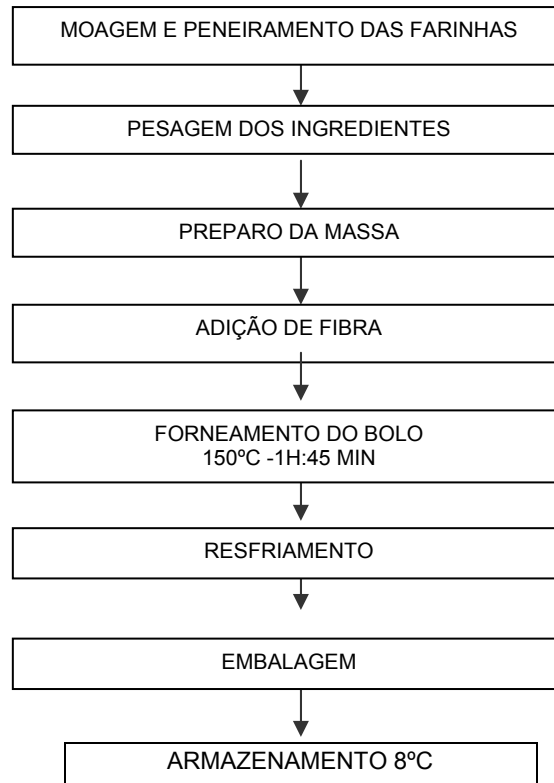 MOAGEM E PENEIRAMENTO DAS FARINHAS
PESAGEM DOS INGREDIENTES
PREPARO DA MASSA
ADIÇÃO DE FIBRA
FORNEAMENTO DO BOLO
150ºC -1H:45 MIN
RESFRIAMENTO
EMBALAGEM
ARMAZENAMENTO 8ºC